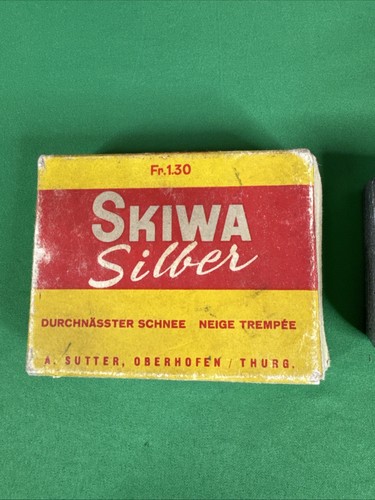 Fr.1.30
SKIWA
Silber
DURCHNÄSSTER SCHNEE NEIGE TREMPÉE
A. SUTTER, OBERHOFEN / THURG.